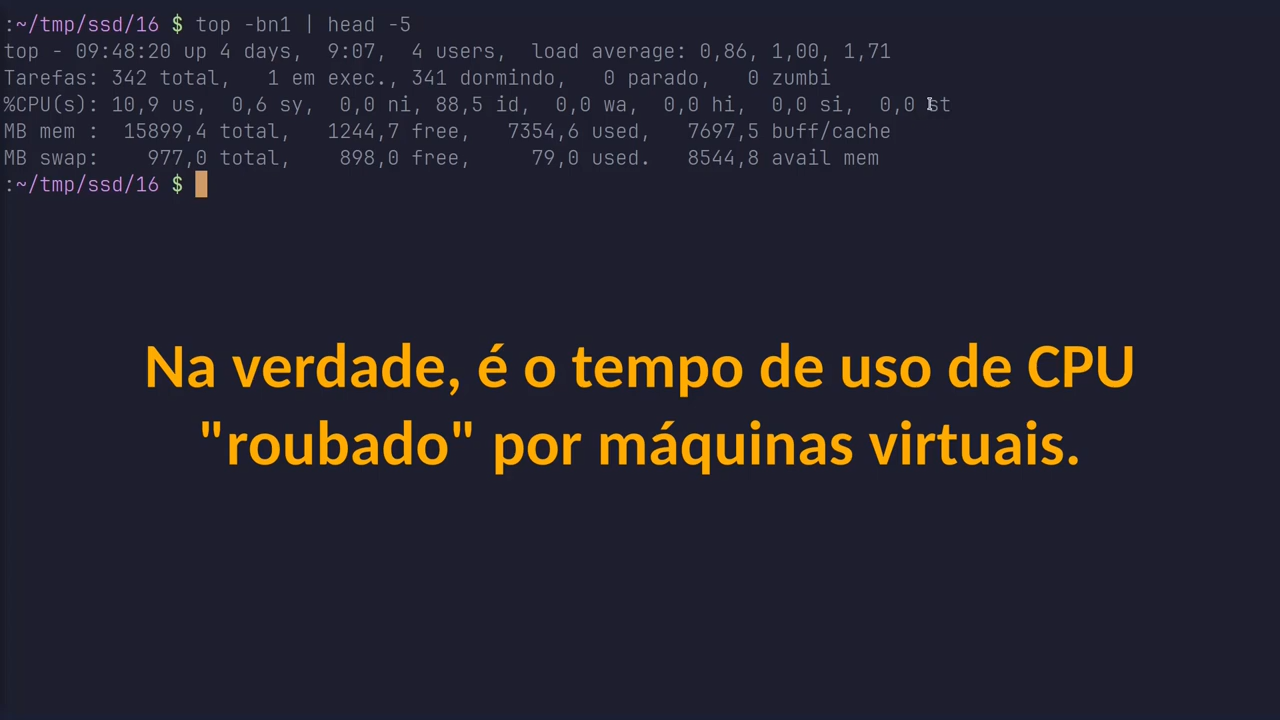 :~/tmp/ssd/16 $ top -bn1 | head -5
top - 09:48:20 up 4 days,  9:07,  4 users,  load average: 0,86, 1,00, 1,71
Tarefas: 342 total,   1 em exec., 341 dormindo,   0 parado,   0 zumbi
%CPU(s): 10,9 us,  0,6 sy,  0,0 ni, 88,5 id,  0,0 wa,  0,0 hi,  0,0 si,  0,0 st
MB mem :  15899,4 total,   1244,7 free,   7354,6 used,   7697,5 buff/cache
MB swap:    977,0 total,    898,0 free,     79,0 used.   8544,8 avail mem
:~/tmp/ssd/16 $
Na verdade, é o tempo de uso de CPU
"roubado" por máquinas virtuais.